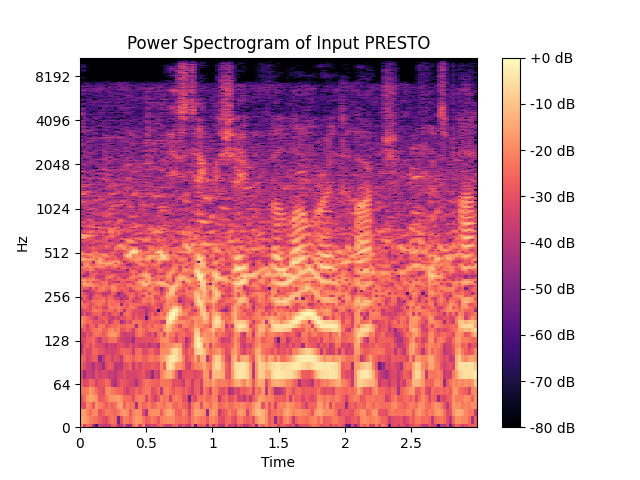 Power Spectrogram of Input PRESTO
8192
4096
2048
1024
512
256
128
64
0
Hz
0
0.5
1
1.5
2
2.5
Time
+0 dB
-10 dB
-20 dB
-30 dB
-40 dB
-50 dB
-60 dB
-70 dB
-80 dB